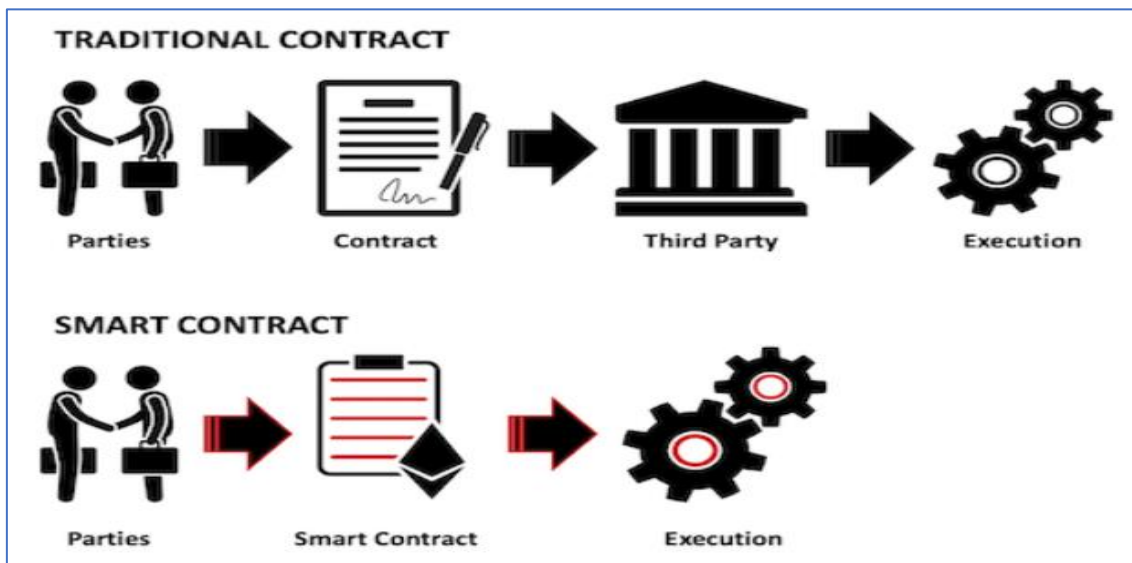 TRADITIONAL CONTRACT
Parties Contract Third Party Execution
SMART CONTRACT
Parties Smart Contract Execution